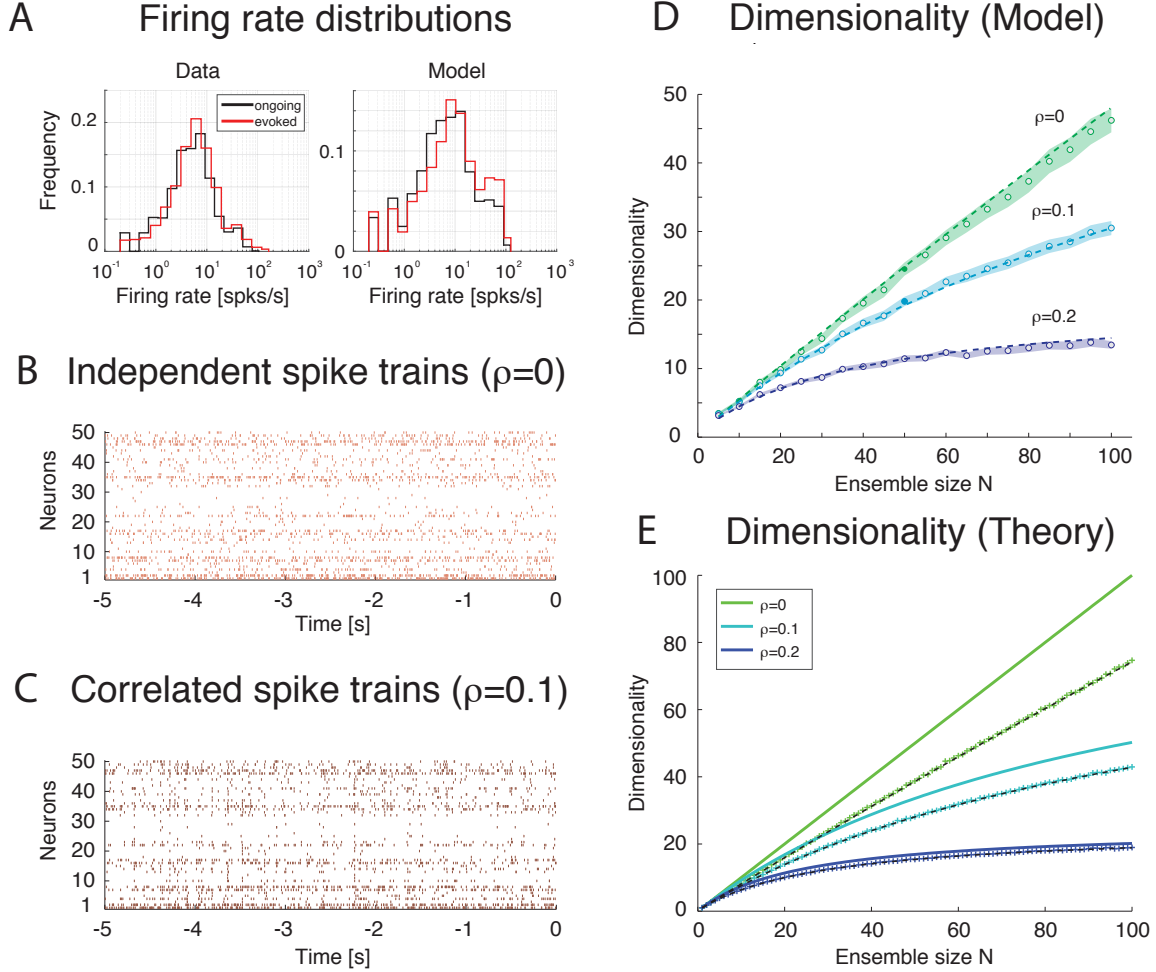 A Firing rate distributions
Data
Model
ongoing
evoked
Frequency
0.2
0.1
0
10-1 100 101 102 103
Firing rate [spks/s]
0.1
0
10-1 100 101 102 103
Firing rate [spks/s]
B Independent spike trains (ρ=0)
Neurons
50
30
10
1
-5 -4 -3 -2 -1 0
Time [s]
C Correlated spike trains (ρ=0.1)
Neurons
50
30
10
1
-5 -4 -3 -2 -1 0
Time [s]
D Dimensionality (Model)
Dimensionality
50
40
30
20
10
0
ρ=0
ρ=0.1
ρ=0.2
0 20 40 60 80 100
Ensemble size N
E Dimensionality (Theory)
Dimensionality
100
80
60
40
20
0
ρ=0
ρ=0.1
ρ=0.2
0 20 40 60 80 100
Ensemble size N